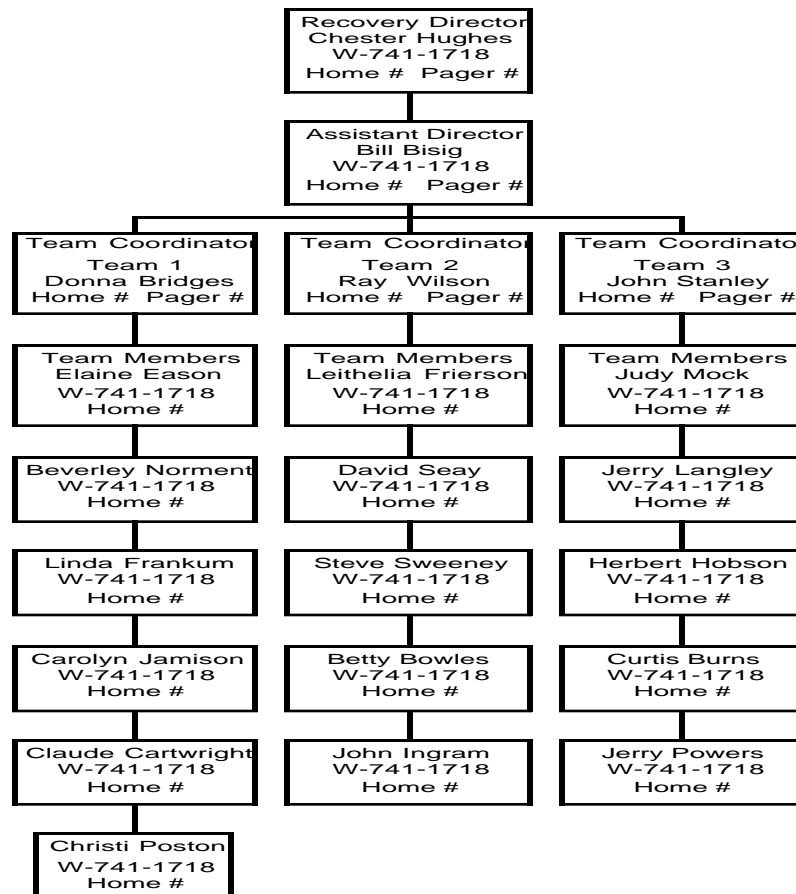 Recovery Director
Chester Hughes
W-741-1718
Home # Pager #
Assistant Director
Bill Bisig
W-741-1718
Home # Pager #
Team Coordinator
Team 1
Donna Bridges
Home # Pager #
Team Members
Elaine Eason
W-741-1718
Home #
Beverley Norment
W-741-1718
Home #
Linda Frankum
W-741-1718
Home #
Carolyn Jamison
W-741-1718
Home #
Claude Cartwright
W-741-1718
Home #
Christi Poston
W-741-1718
Home #
Team Coordinator
Team 2
Ray Wilson
Home # Pager #
Team Members
Leithelia Frierson
W-741-1718
Home #
David Seay
W-741-1718
Home #
Steve Sweeney
W-741-1718
Home #
Betty Bowles
W-741-1718
Home #
John Ingram
W-741-1718
Home #
Team Coordinato
Team 3
John Stanley
Home # Pager #
Team Members
Judy Mock
W-741-1718
Home #
Jerry Langley
W-741-1718
Home #
Herbert Hobson
W-741-1718
Home #
Curtis Burns
W-741-1718
Home #
Jerry Powers
W-741-1718
Home #